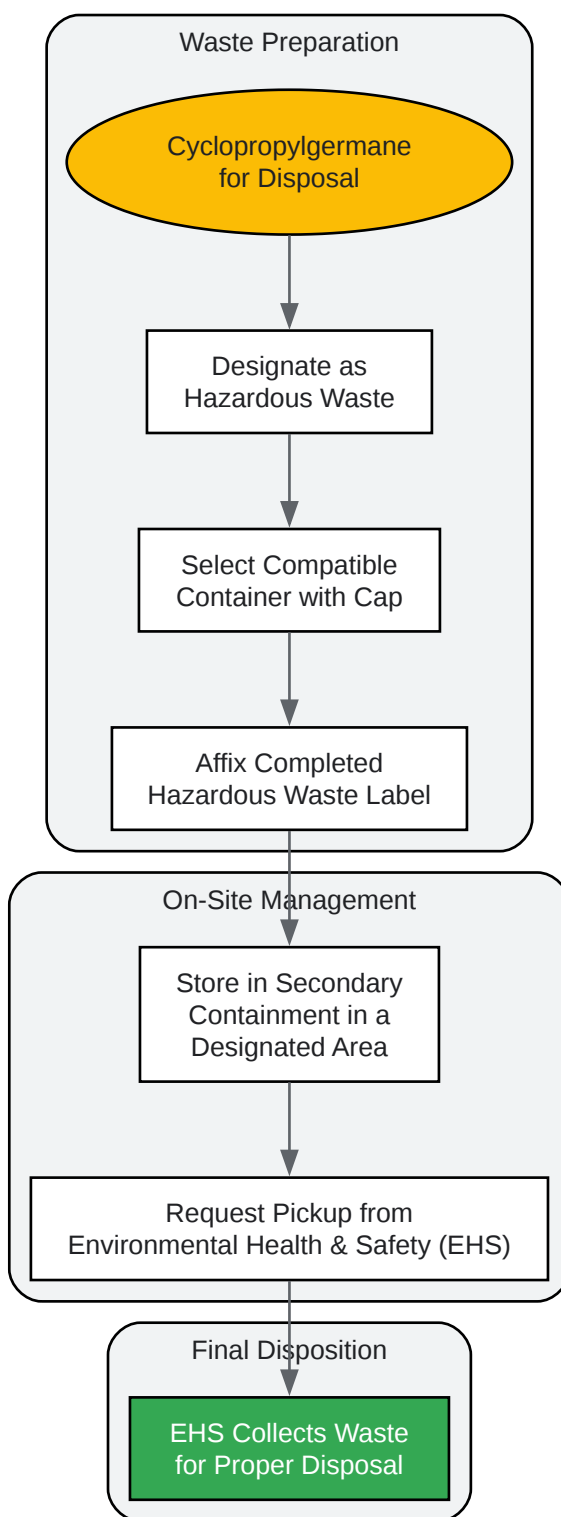 Waste Preparation
Cyclopropylgermane
for Disposal
Designate as
Hazardous Waste
Select Compatible
Container with Cap
Affix Completed
Hazardous Waste Label
On-Site Management
Store in Secondary
Containment in a
Designated Area
Request Pickup from
Environmental Health & Safety (EHS)
Final Disposition
EHS Collects Waste
for Proper Disposal